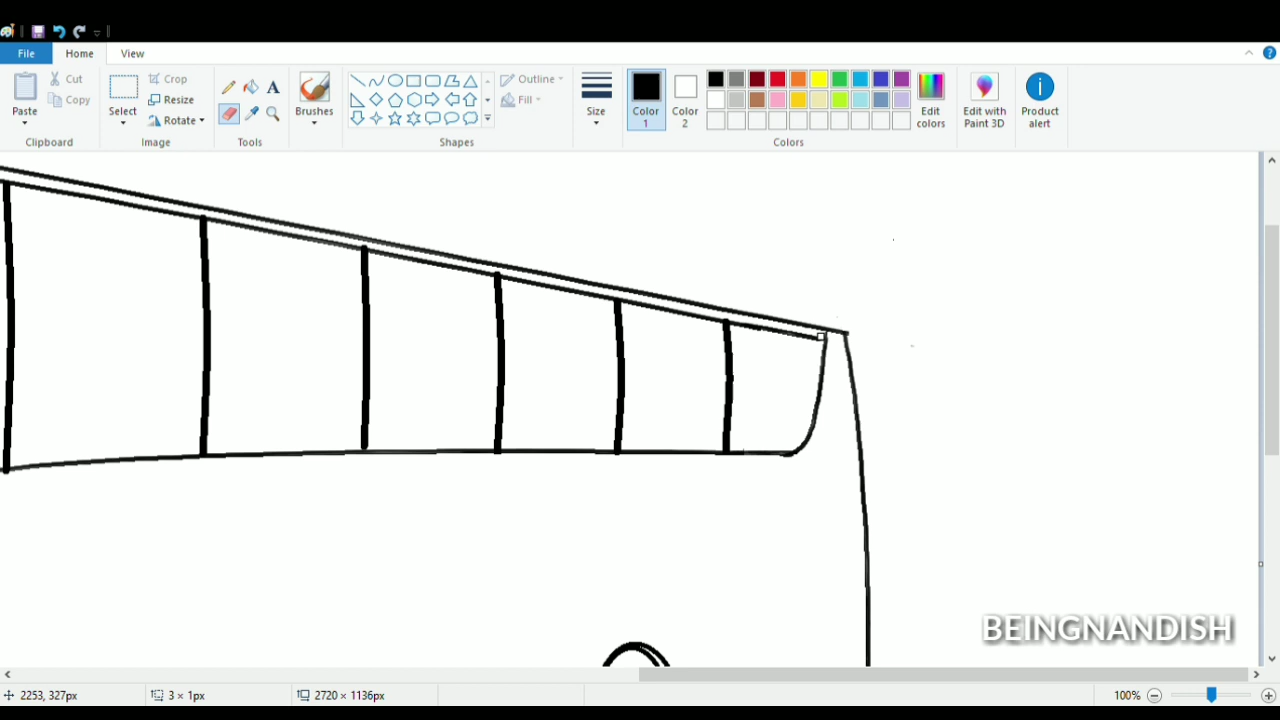 File Home View
Paste Cut Copy Clipboard
Select Crop Resize Rotate Image
A Tools
Brushes
Outline Fill Shapes
Size
Color 1 Color 2 Edit colors Colors
Edit with Paint 3D
Product alert
BEINGNANDISH
2253, 327px 3 × 1px 2720 × 1136px 100%